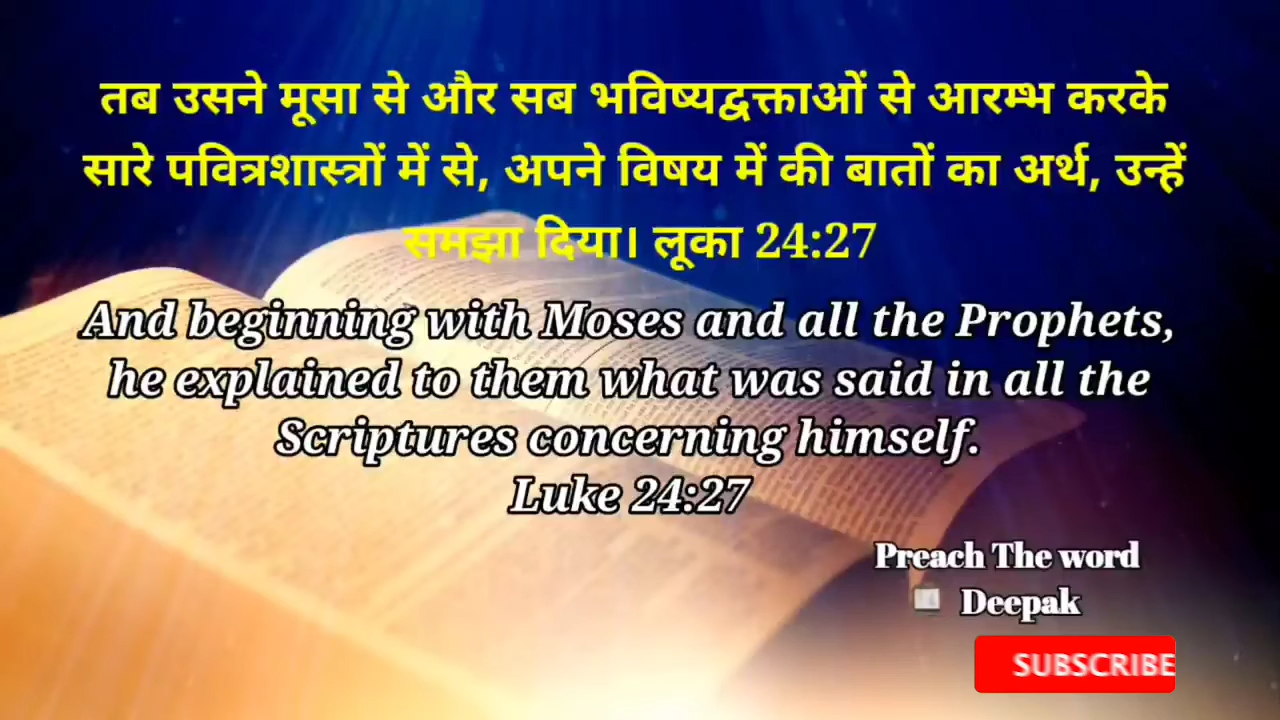 तब उसने मूसा से और सब भविष्यद्वक्ताओं से आरम्भ करके
सारे पवित्रशास्त्रों में से, अपने विषय में की बातों का अर्थ, उन्हें
समझा दिया। लूका 24:27
And beginning with Moses and all the Prophets,
he explained to them what was said in all the
Scriptures concerning himself.
Luke 24:27
Preach The word
Deepak
SUBSCRIBE